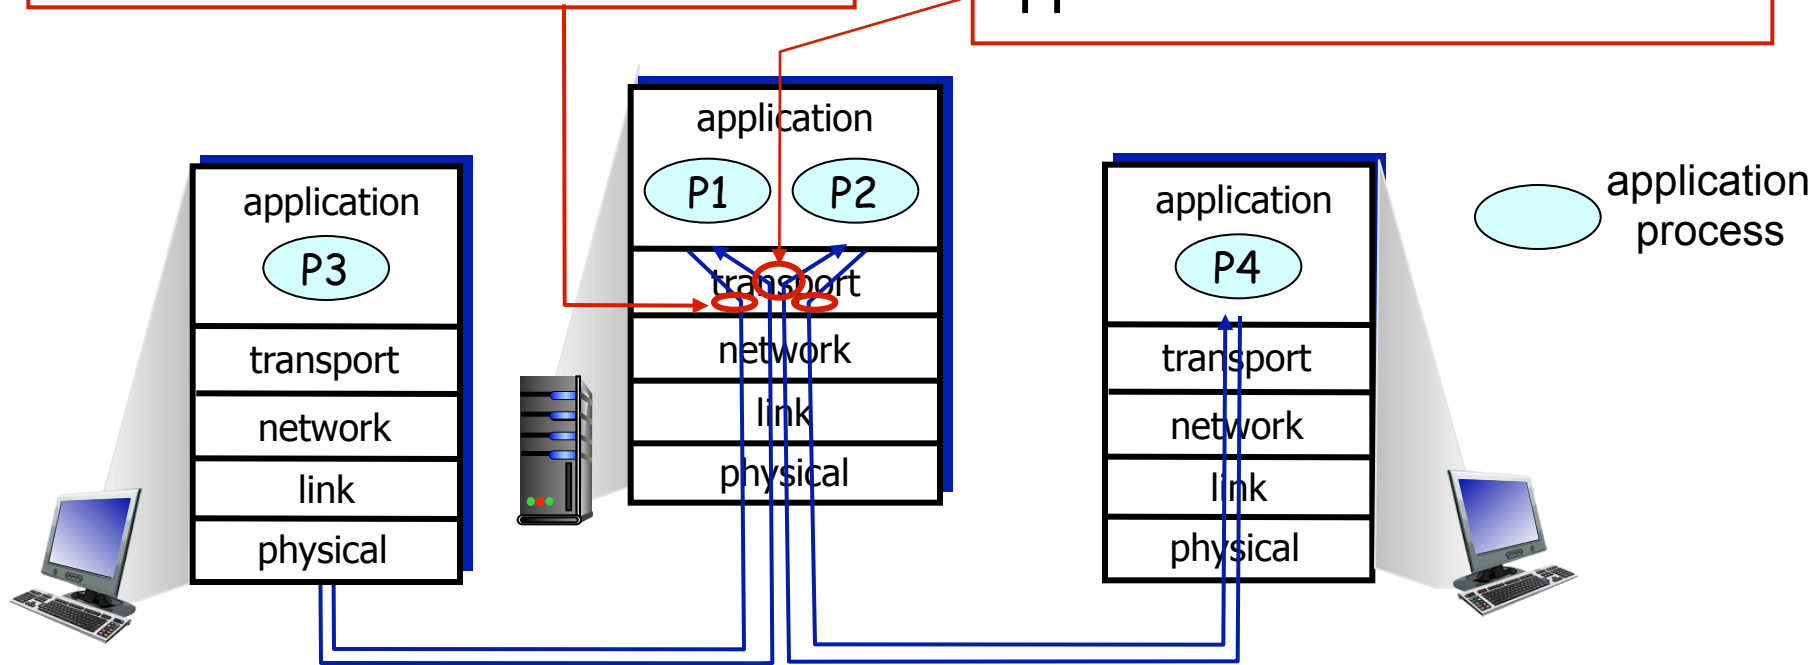 application
P3
transport
network
link
physical
application
P1 P2
transport
network
link
physical
application
P4
transport
network
link
physical
application
process